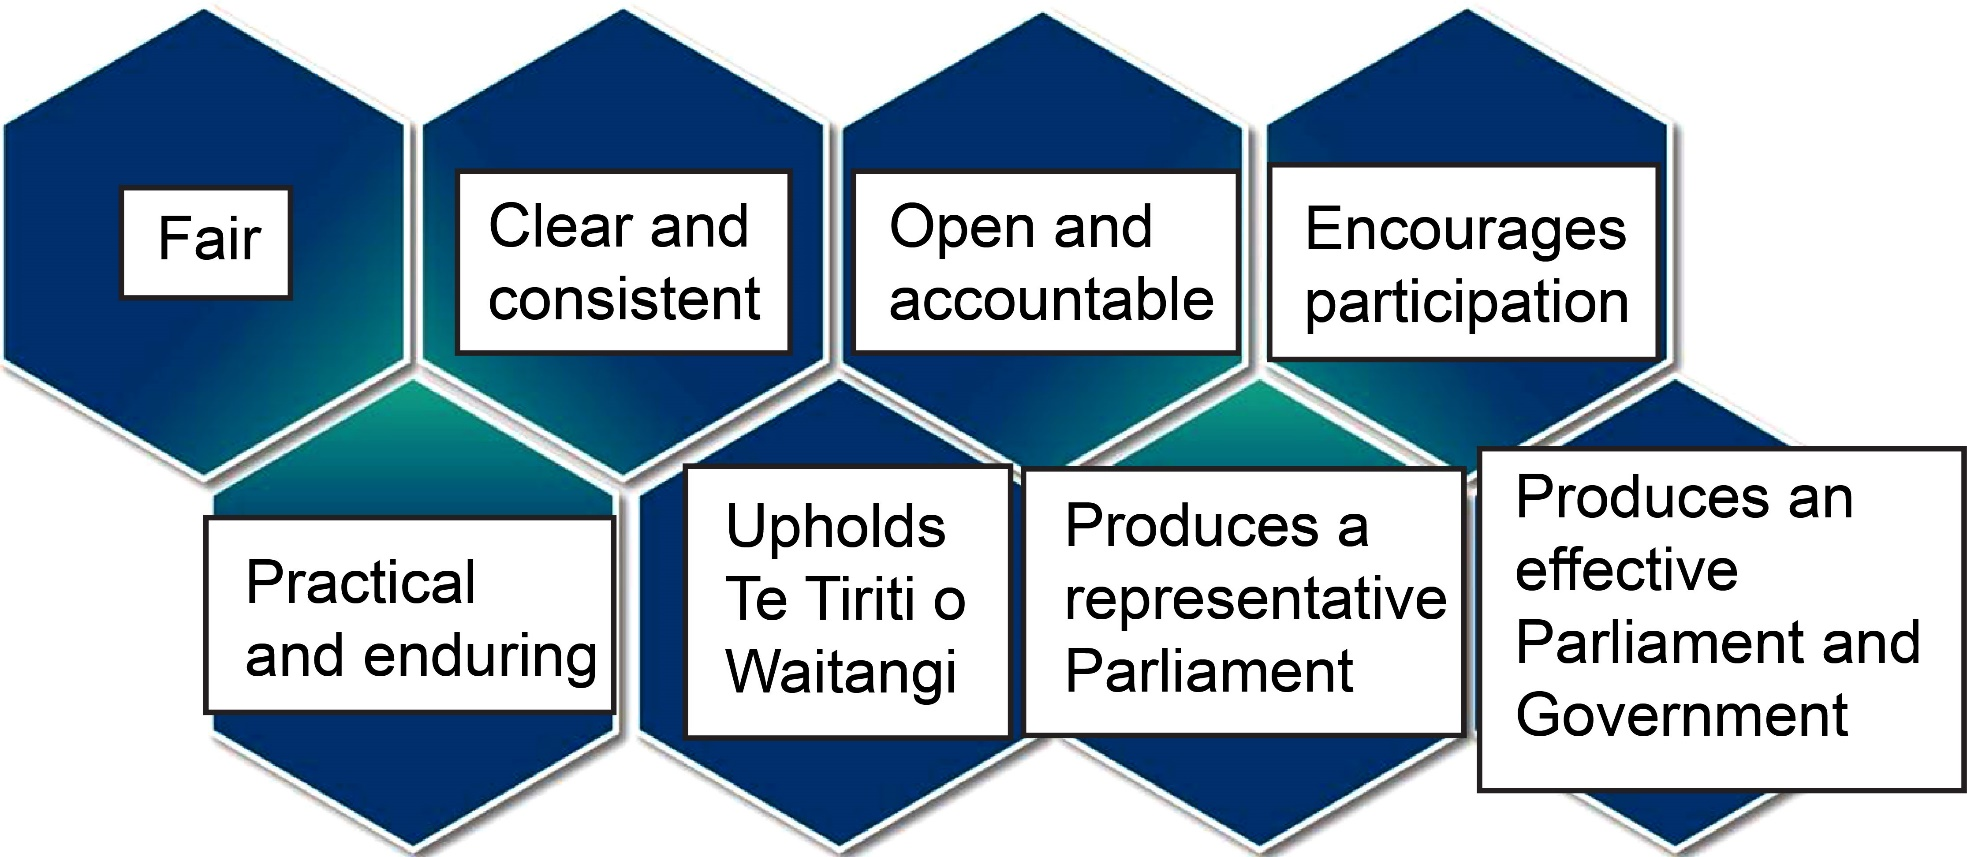 Fair
Clear and
consistent
Open and
accountable
Encourages
participation
Practical
and enduring
Upholds
Te Tiriti o
Waitangi
Produces a
representative
Parliament
Produces an
effective
Parliament and
Government